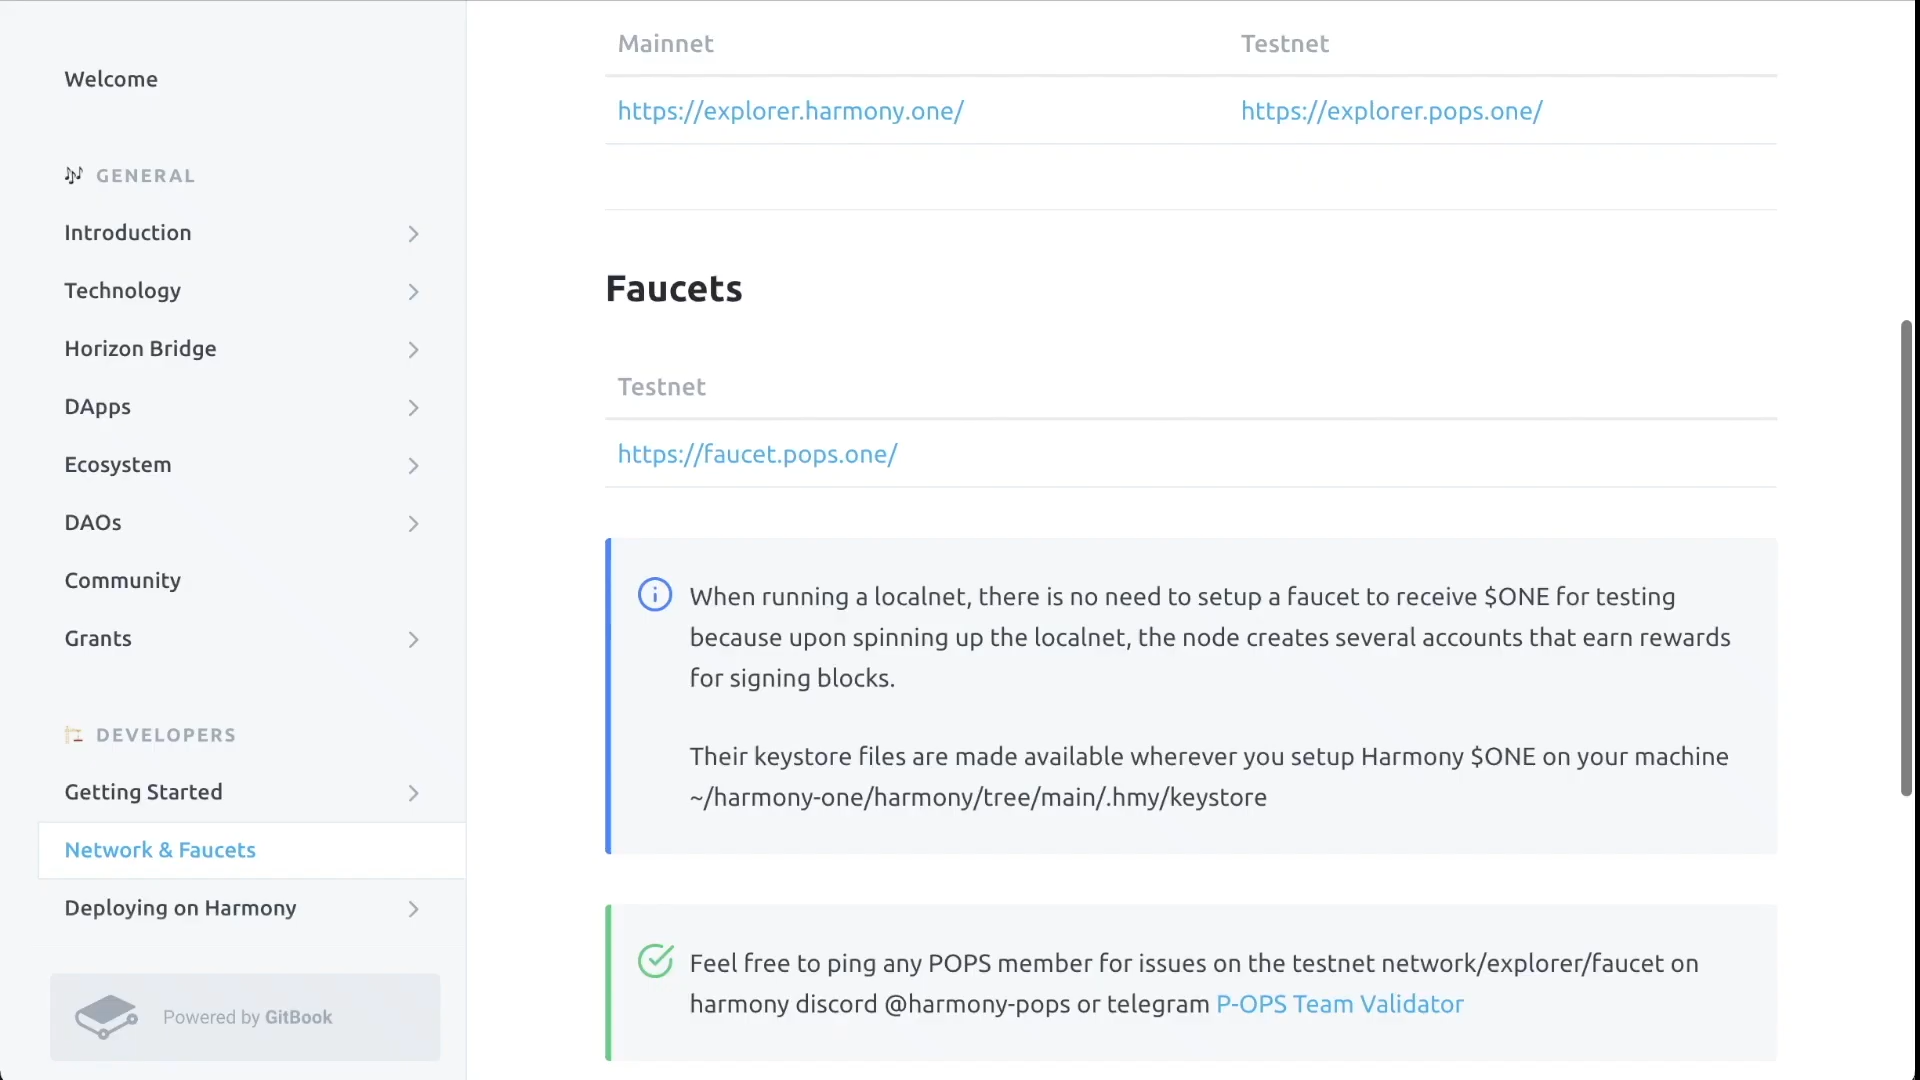 Welcome
GENERAL
Introduction
Technology
Horizon Bridge
DApps
Ecosystem
DAOs
Community
Grants
DEVELOPERS
Getting Started
Network & Faucets
Deploying on Harmony
Powered by GitBook
Mainnet
Testnet
https://explorer.harmony.one/
https://explorer.pops.one/
Faucets
Testnet
https://faucet.pops.one/
When running a localnet, there is no need to setup a faucet to receive $ONE for testing
because upon spinning up the localnet, the node creates several accounts that earn rewards
for signing blocks.
Their keystore files are made available wherever you setup Harmony $ONE on your machine
~/harmony-one/harmony/tree/main/.hmy/keystore
Feel free to ping any POPS member for issues on the testnet network/explorer/faucet on
harmony discord @harmony-pops or telegram P-OPS Team Validator